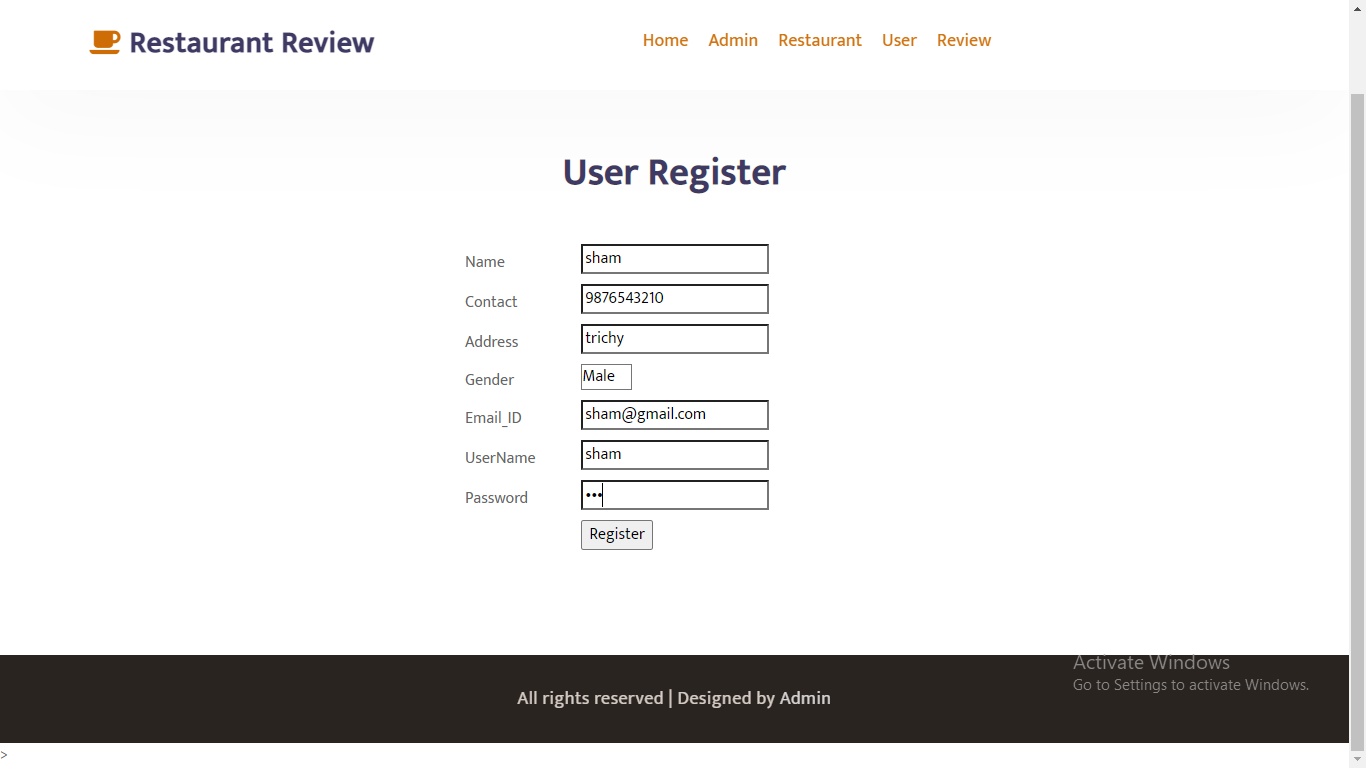 Restaurant Review
Home Admin Restaurant User Review
User Register
Name sham
Contact 9876543210
Address trichy
Gender Male
Email_ID sham@gmail.com
UserName sham
Password •••
Register
Activate Windows
Go to Settings to activate Windows.
All rights reserved | Designed by Admin
>